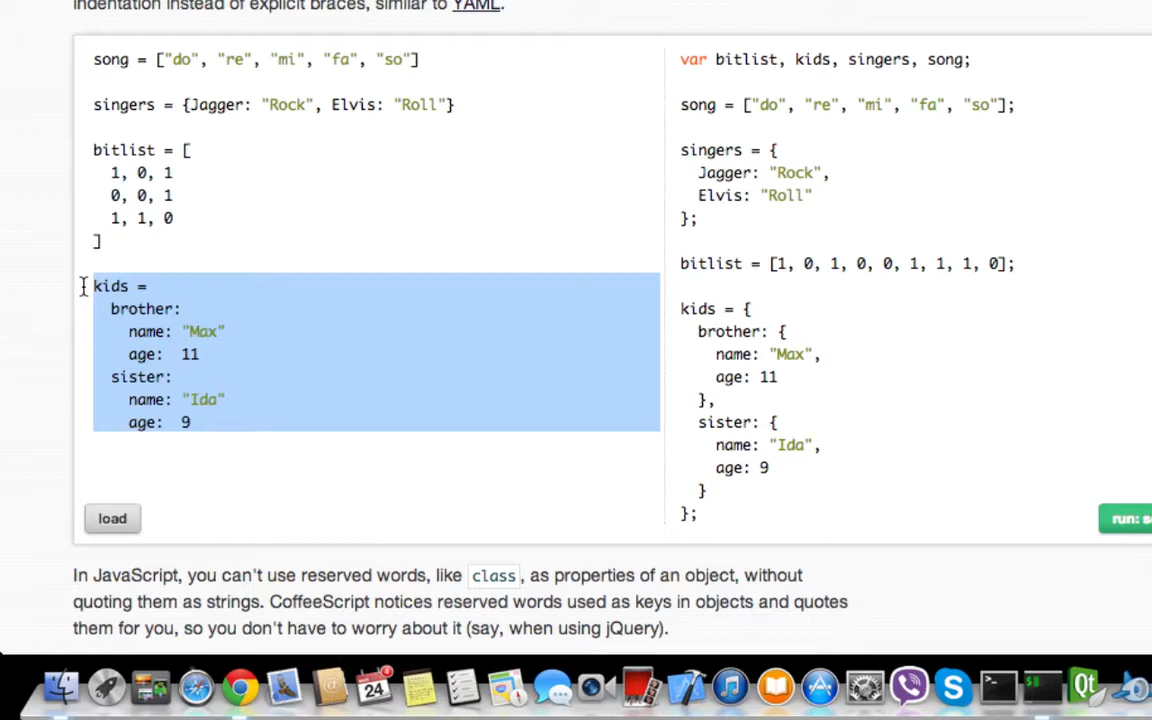 indentation instead of explicit braces, similar to YAML.
song = ["do", "re", "mi", "fa", "so"]
singers = {Jagger: "Rock", Elvis: "Roll"}
bitlist = [
  1, 0, 1
  0, 0, 1
  1, 1, 0
]
kids =
  brother:
    name: "Max"
    age:  11
  sister:
    name: "Ida"
    age:  9
load
var bitlist, kids, singers, song;
song = ["do", "re", "mi", "fa", "so"];
singers = {
  Jagger: "Rock",
  Elvis: "Roll"
};
bitlist = [1, 0, 1, 0, 0, 1, 1, 1, 0];
kids = {
  brother: {
    name: "Max",
    age: 11
  },
  sister: {
    name: "Ida",
    age: 9
  }
};
run: s
In JavaScript, you can't use reserved words, like class, as properties of an object, without
quoting them as strings. CoffeeScript notices reserved words used as keys in objects and quotes
them for you, so you don't have to worry about it (say, when using jQuery).
24
Qt